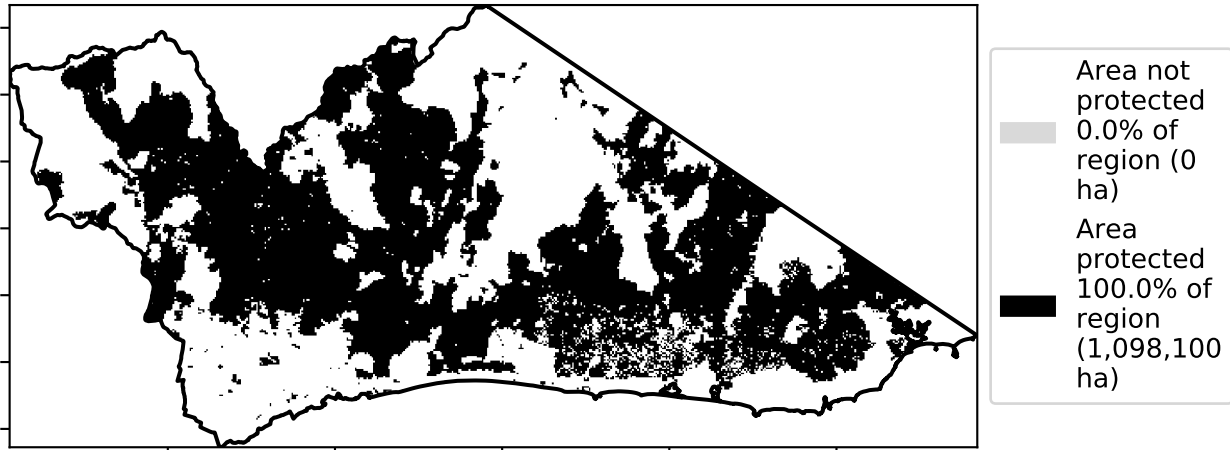 Area not
protected
0.0% of
region (0
ha)
Area
protected
100.0% of
region
(1,098,100
ha)